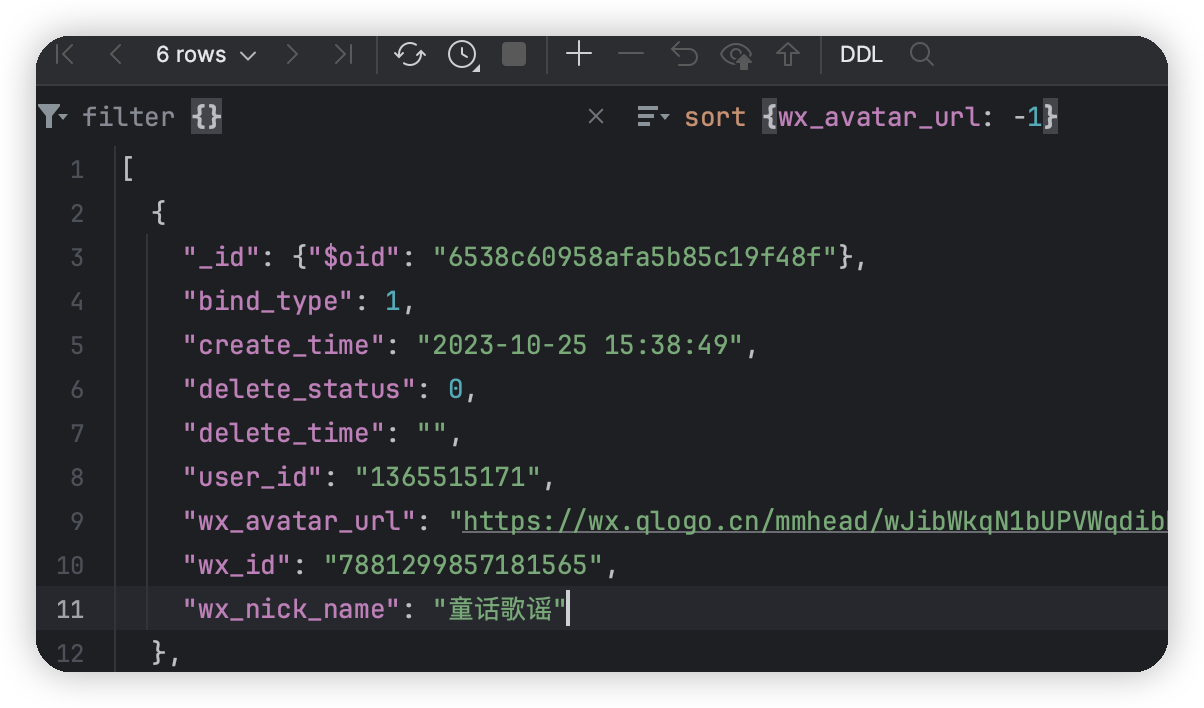 6 rows DDL
filter {} sort {wx_avatar_url: -1}
1 [
2 {
3 "_id": {"$oid": "6538c60958afa5b85c19f48f"},
4 "bind_type": 1,
5 "create_time": "2023-10-25 15:38:49",
6 "delete_status": 0,
7 "delete_time": "",
8 "user_id": "1365515171",
9 "wx_avatar_url": "https://wx.qlogo.cn/mmhead/wJibWkqN1bUPVWqdib
10 "wx_id": "7881299857181565",
11 "wx_nick_name": "童话歌谣"
12 },